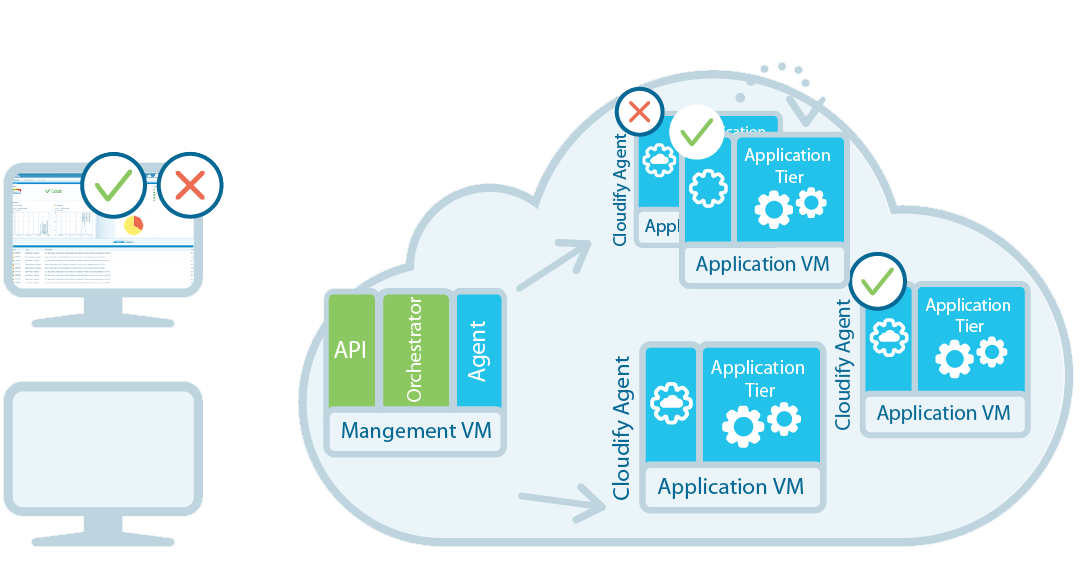 Good
API
Orchestrator
Agent
Mangement VM
Cloudify Agent
Application
Tier
Application VM
Cloudify Agent
Application
Tier
Application VM
Cloudify Agent
Application
Tier
Application VM